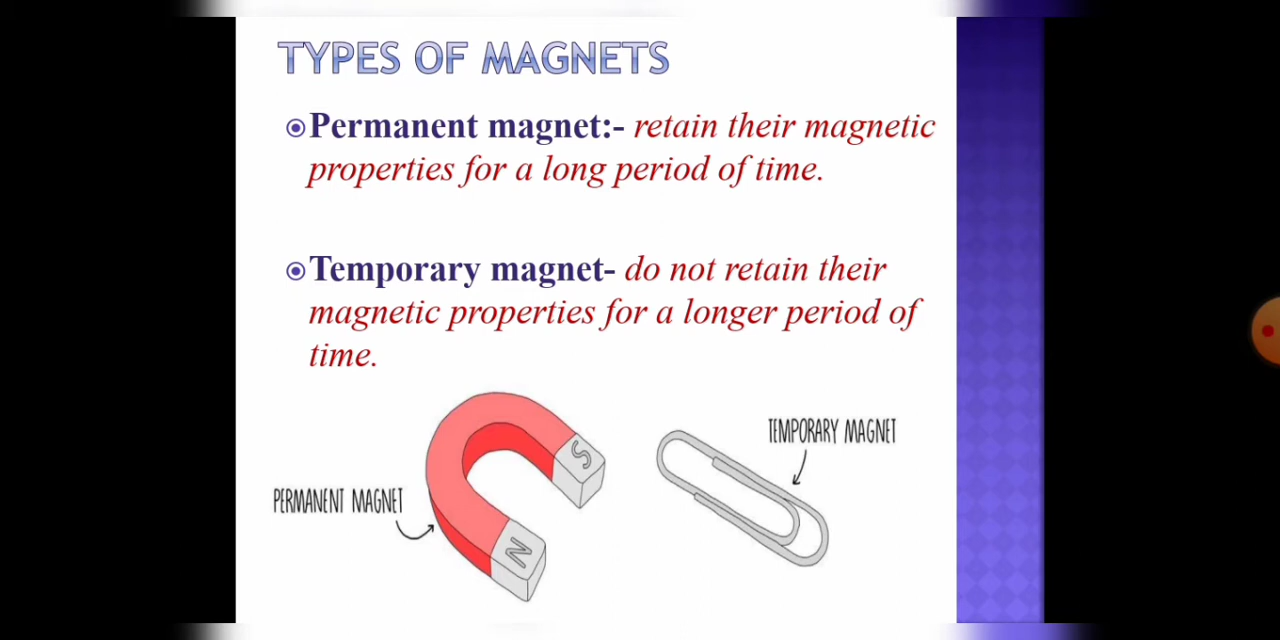 TYPES OF MAGNETS
Permanent magnet:- retain their magnetic
properties for a long period of time.
Temporary magnet- do not retain their
magnetic properties for a longer period of
time.
TEMPORARY MAGNET
S
PERMANENT MAGNET
N